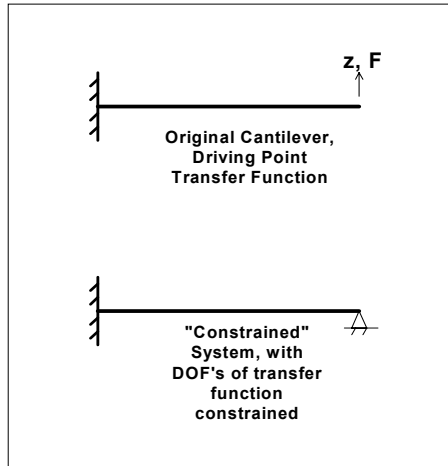 z, F
Original Cantilever,
Driving Point
Transfer Function
"Constrained"
System, with
DOF's of transfer
function
constrained